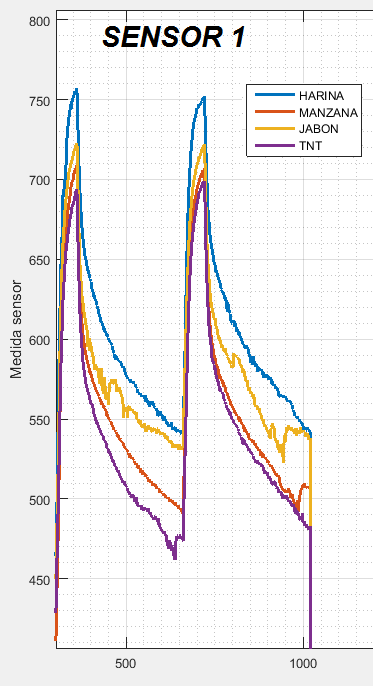 SENSOR 1
HARINA
MANZANA
JABON
TNT
Medida sensor
800
750
700
650
600
550
500
450
500
1000